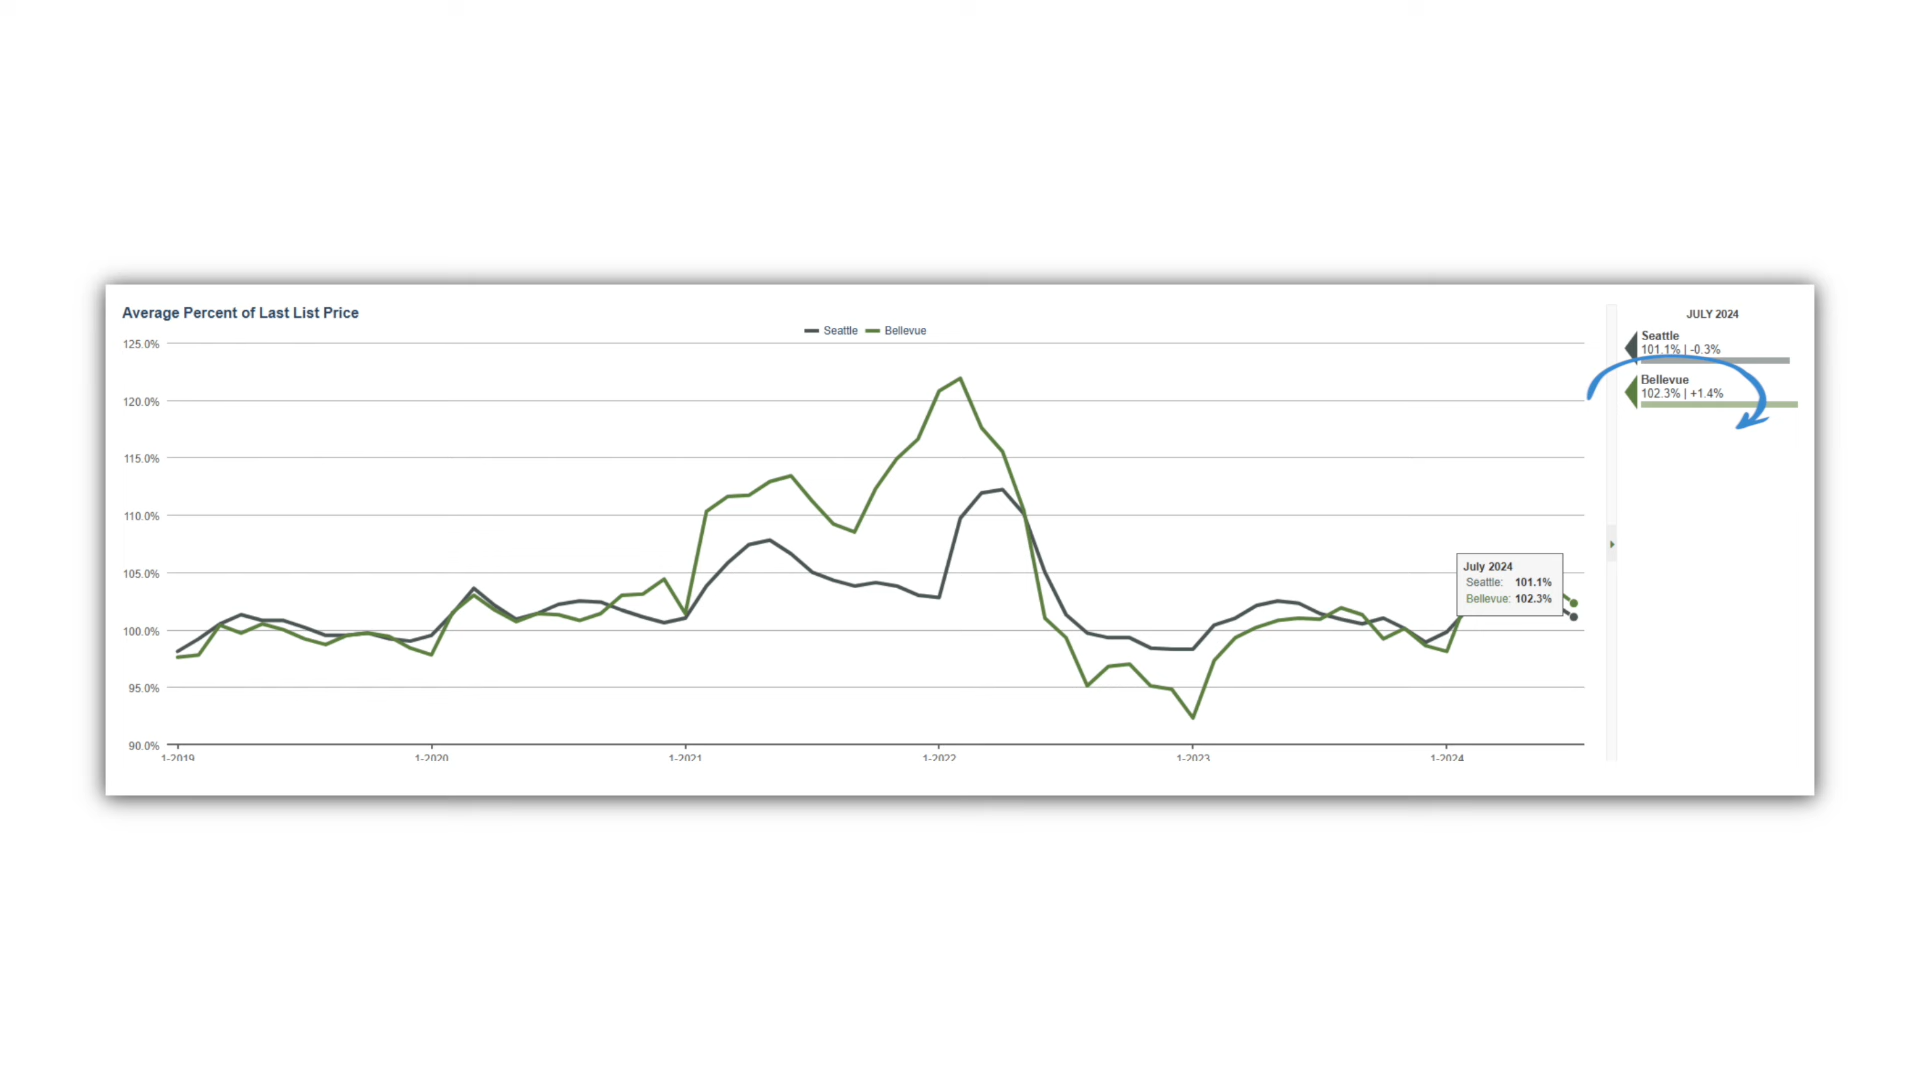 Average Percent of Last List Price
Seattle
Bellevue
125.0%
120.0%
115.0%
110.0%
105.0%
100.0%
95.0%
90.0%
1-2019
1-2020
1-2021
1-2022
1-2023
1-2024
July 2024
Seattle: 101.1%
Bellevue: 102.3%
JULY 2024
Seattle
101.1% | -0.3%
Bellevue
102.3% | +1.4%